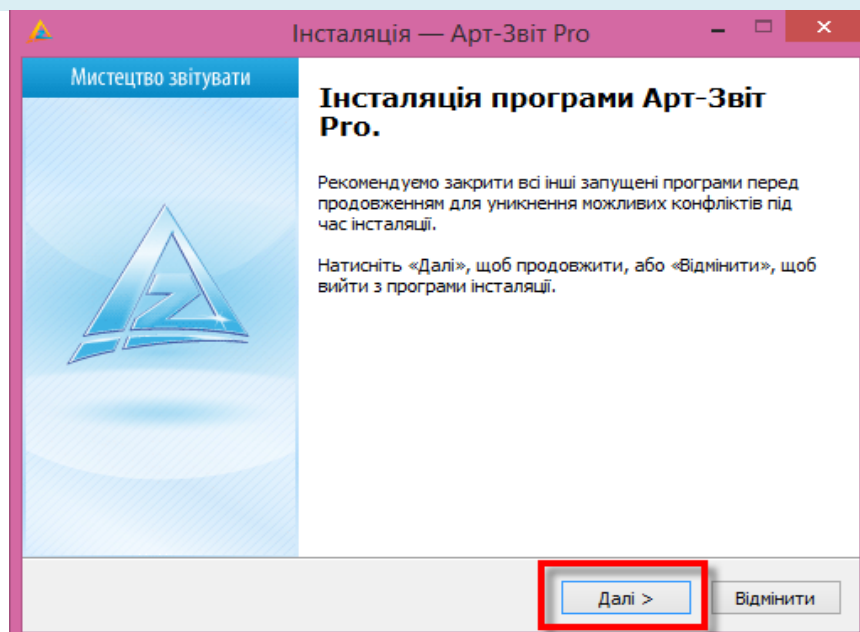 Інсталяція — Арт-Звіт Pro
Мистецтво звітувати
Інсталяція програми Арт-Звіт
Pro.
Рекомендуємо закрити всі інші запущені програми перед
продовженням для уникнення можливих конфліктів під
час інсталяції.
Натисніть «Далі», щоб продовжити, або «Відмінити», щоб
вийти з програми інсталяції.
Далі >
Відмінити